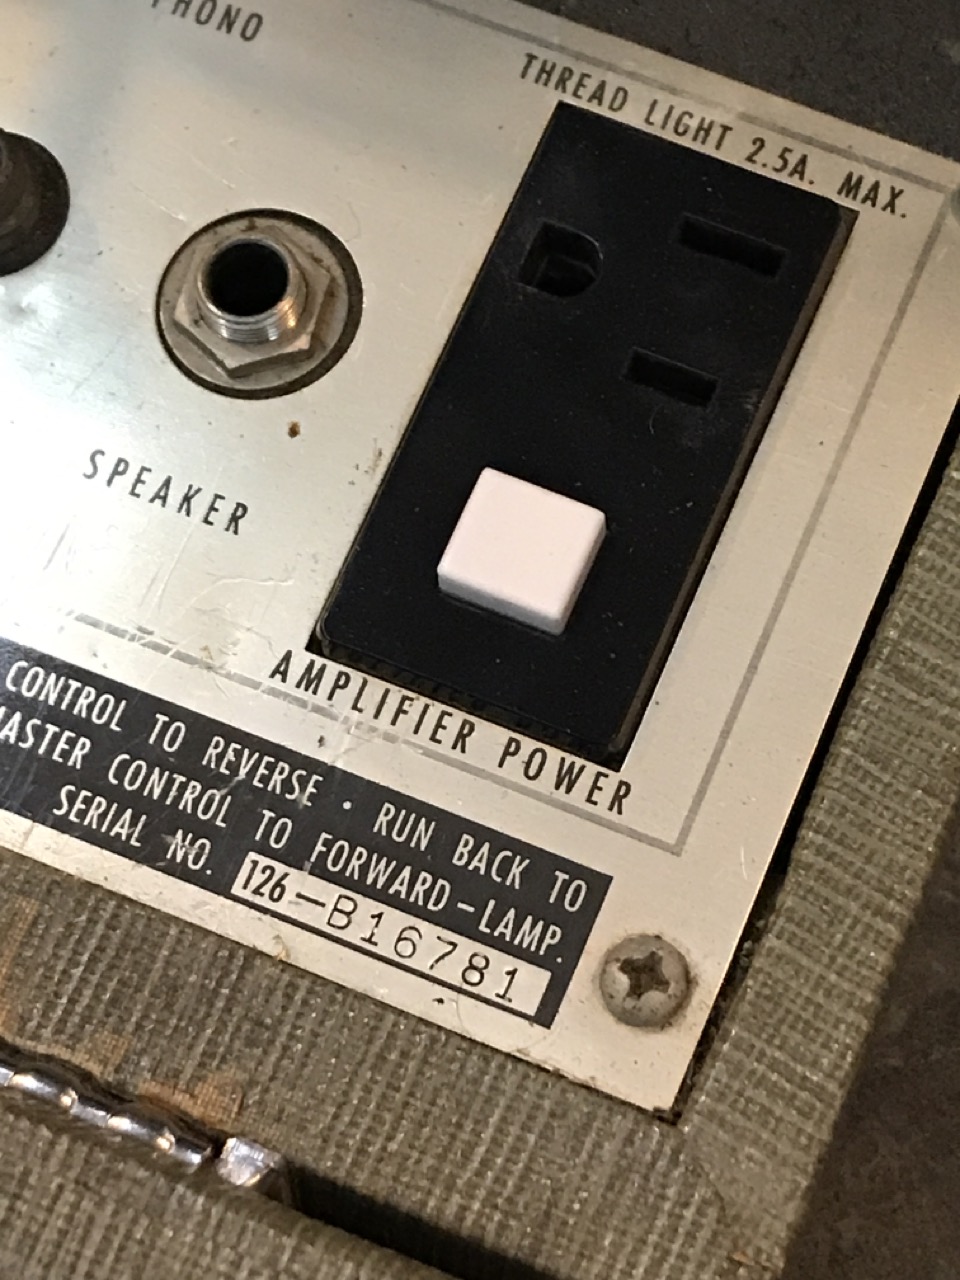 PHONO
THREAD LIGHT 2.5A. MAX.
SPEAKER
AMPLIFIER POWER
CONTROL TO REVERSE • RUN BACK TO
MASTER CONTROL TO FORWARD-LAMP.
SERIAL NO. 126-B16781